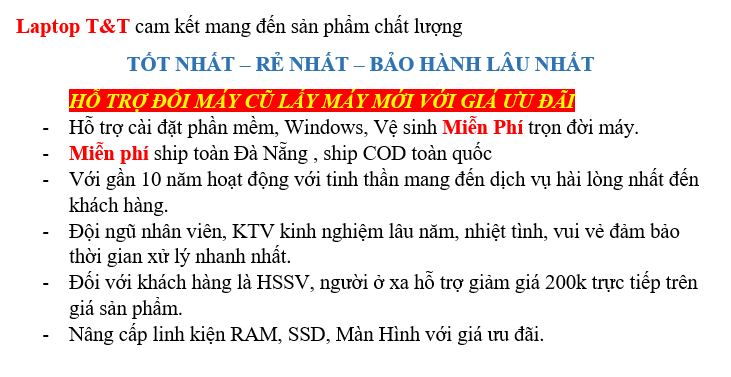 Laptop T&T cam kết mang đến sản phẩm chất lượng
TỐT NHẤT – RẺ NHẤT – BẢO HÀNH LÂU NHẤT
HỖ TRỢ ĐỔI MÁY CŨ LẤY MÁY MỚI VỚI GIÁ ƯU ĐÃI
- Hỗ trợ cài đặt phần mềm, Windows, Vệ sinh Miễn Phí trọn đời máy.
- Miễn phí ship toàn Đà Nẵng , ship COD toàn quốc
- Với gần 10 năm hoạt động với tinh thần mang đến dịch vụ hài lòng nhất đến
khách hàng.
- Đội ngũ nhân viên, KTV kinh nghiệm lâu năm, nhiệt tình, vui vẻ đảm bảo
thời gian xử lý nhanh nhất.
- Đối với khách hàng là HSSV, người ở xa hỗ trợ giảm giá 200k trực tiếp trên
giá sản phẩm.
- Nâng cấp linh kiện RAM, SSD, Màn Hình với giá ưu đãi.